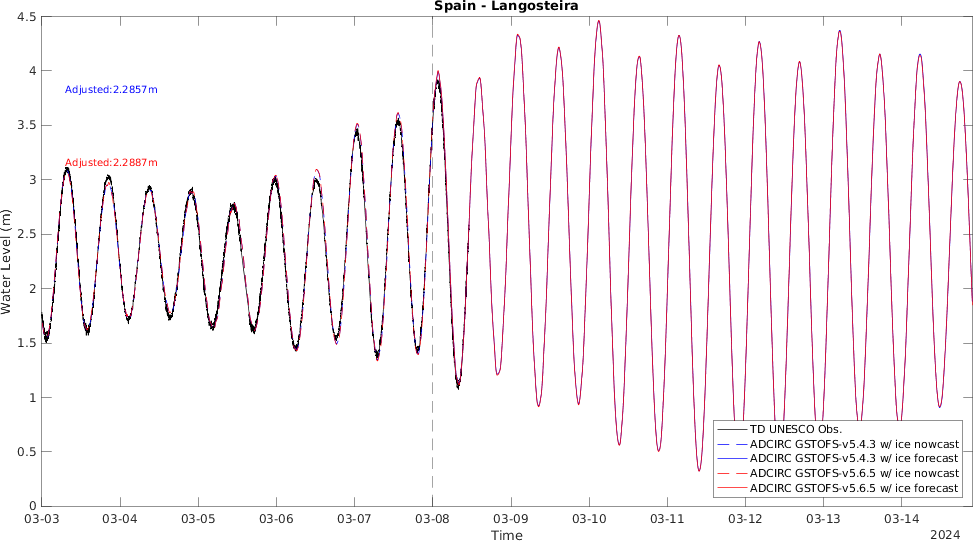 Spain - Langosteira
4.5
4
3.5
3
2.5
2
1.5
1
0.5
0
Water Level (m)
Adjusted:2.2857m
Adjusted:2.2887m
TD UNESCO Obs.
ADCIRC GSTOFS-v5.4.3 w/ ice nowcast
ADCIRC GSTOFS-v5.4.3 w/ ice forecast
ADCIRC GSTOFS-v5.6.5 w/ ice nowcast
ADCIRC GSTOFS-v5.6.5 w/ ice forecast
03-03 03-04 03-05 03-06 03-07 03-08 03-09 03-10 03-11 03-12 03-13 03-14
Time
2024